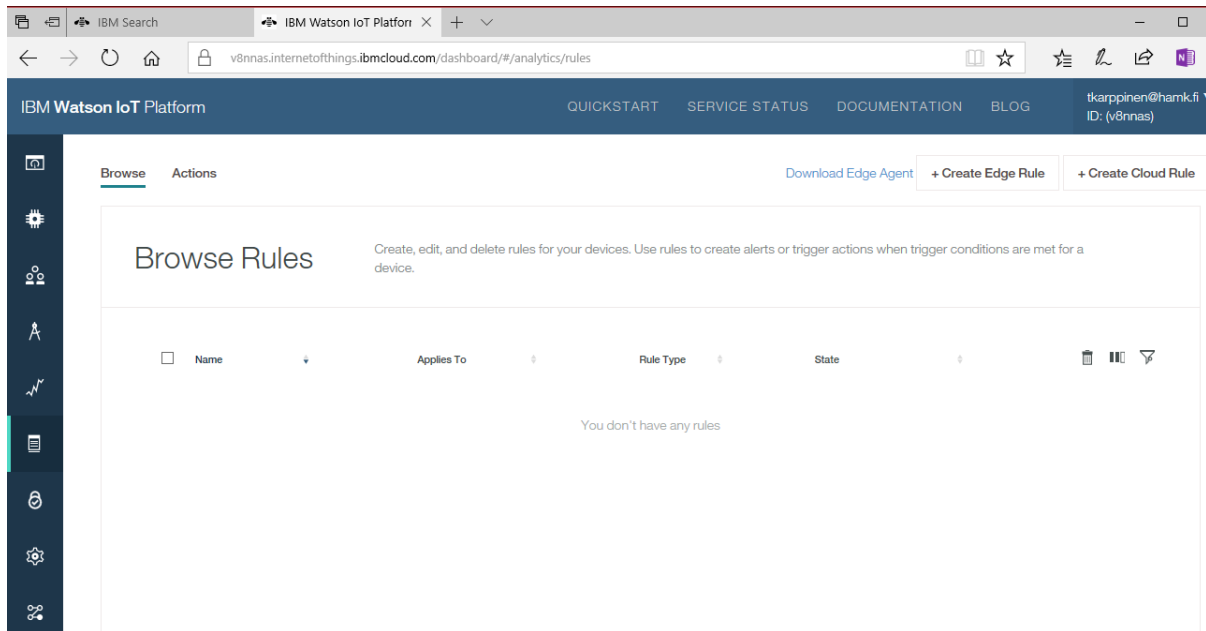 IBM Search
IBM Watson IoT Platforr
v8nnas.internetofthings.ibmcloud.com/dashboard/#/analytics/rules
IBM Watson IoT Platform
QUICKSTART SERVICE STATUS DOCUMENTATION BLOG
tkarppinen@hamk.fi
ID: (v8nnas)
Browse Actions
Download Edge Agent + Create Edge Rule + Create Cloud Rule
Browse Rules
Create, edit, and delete rules for your devices. Use rules to create alerts or trigger actions when trigger conditions are met for a
device.
Name Applies To Rule Type State
You don't have any rules